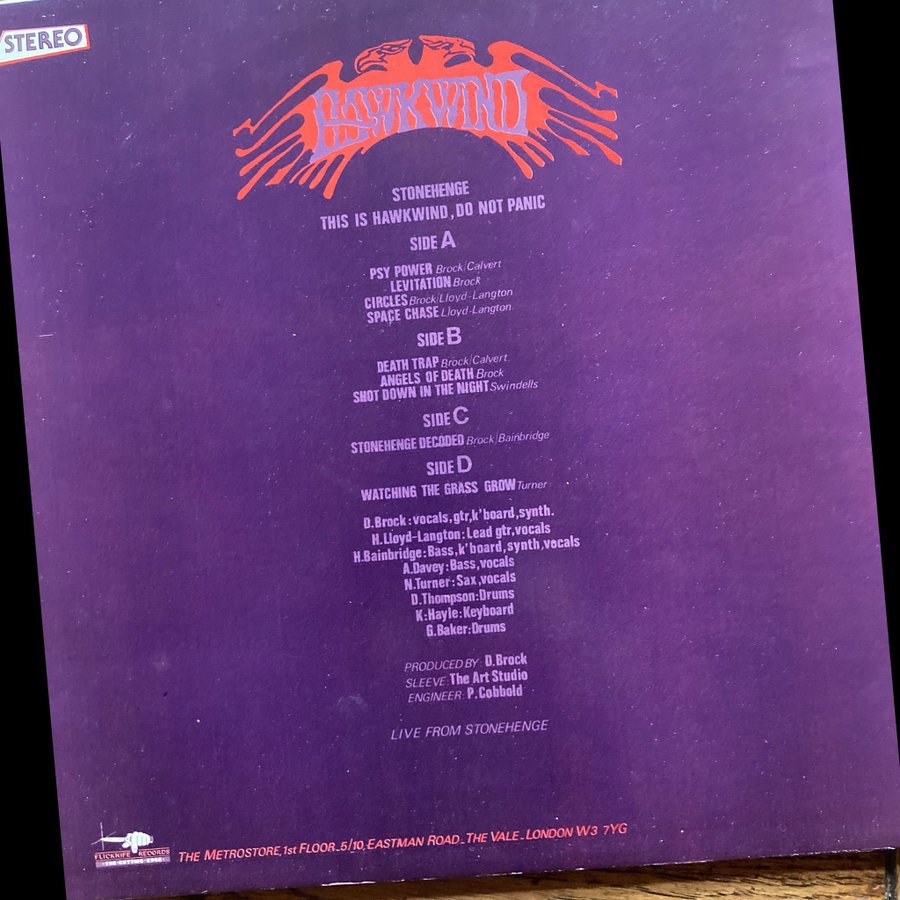 STEREO
HAWKWIND
STONEHENGE
THIS IS HAWKWIND, DO NOT PANIC
SIDE A
PSY POWER Brock/Calvert
LEVITATION Brock
CIRCLES Brock/Lloyd-Langton
SPACE CHASE Lloyd-Langton
SIDE B
DEATH TRAP Brock/Calvert
ANGELS OF DEATH Brock
SHOT DOWN IN THE NIGHT Swindells
SIDE C
STONEHENGE DECODED Brock/Bainbridge
SIDE D
WATCHING THE GRASS GROW Turner
D.Brock: vocals, gtr, k'board, synth.
H.Lloyd-Langton: Lead gtr, vocals
H.Bainbridge: Bass, k'board, synth, vocals
A.Davey: Bass, vocals
N.Turner: Sax, vocals
D.Thompson: Drums
K:Hayle: Keyboard
G.Baker: Drums
PRODUCED BY: D.Brock
SLEEVE: The Art Studio
ENGINEER: P.Cobbold
LIVE FROM STONEHENGE
FLICKNIFE RECORDS
THE CUTTING EDGE
THE METROSTORE, 1st FLOOR_5/10, EASTMAN ROAD_THE VALE_LONDON W3 7YG